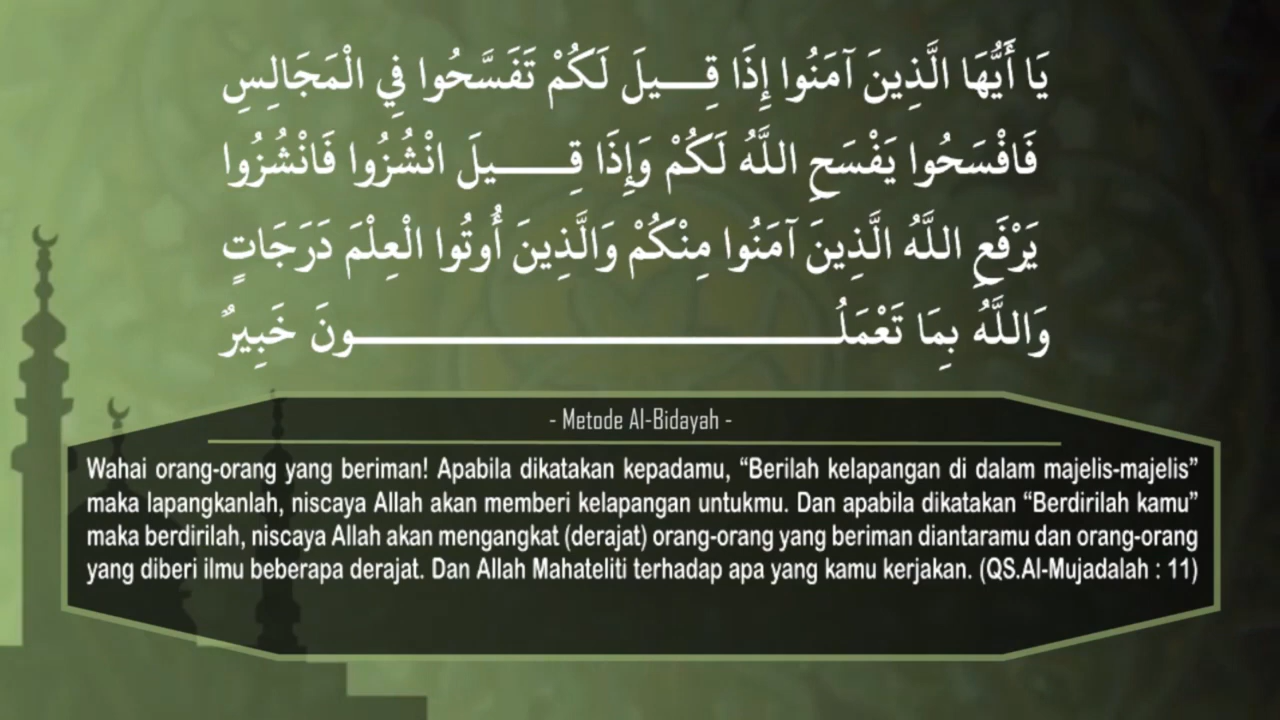 يَا أَيُّهَا الَّذِينَ آمَنُوا إِذَا قِـــيلَ لَكُمْ تَفَسَّحُوا فِي الْمَجَالِسِ
فَافْسَحُوا يَفْسَحِ اللَّهُ لَكُمْ وَإِذَا قِـــــيلَ انْشُزُوا فَانْشُزُوا
يَرْفَعِ اللَّهُ الَّذِينَ آمَنُوا مِنْكُمْ وَالَّذِينَ أُوتُوا الْعِلْمَ دَرَجَاتٍ
وَاللَّهُ بِمَا تَعْمَلُـــــــــــــــــــــــــــونَ خَبِيرٌ
- Metode Al-Bidayah -
Wahai orang-orang yang beriman! Apabila dikatakan kepadamu, “Berilah kelapangan di dalam majelis-majelis”
maka lapangkanlah, niscaya Allah akan memberi kelapangan untukmu. Dan apabila dikatakan “Berdirilah kamu”
maka berdirilah, niscaya Allah akan mengangkat (derajat) orang-orang yang beriman diantaramu dan orang-orang
yang diberi ilmu beberapa derajat. Dan Allah Mahateliti terhadap apa yang kamu kerjakan. (QS.Al-Mujadalah : 11)